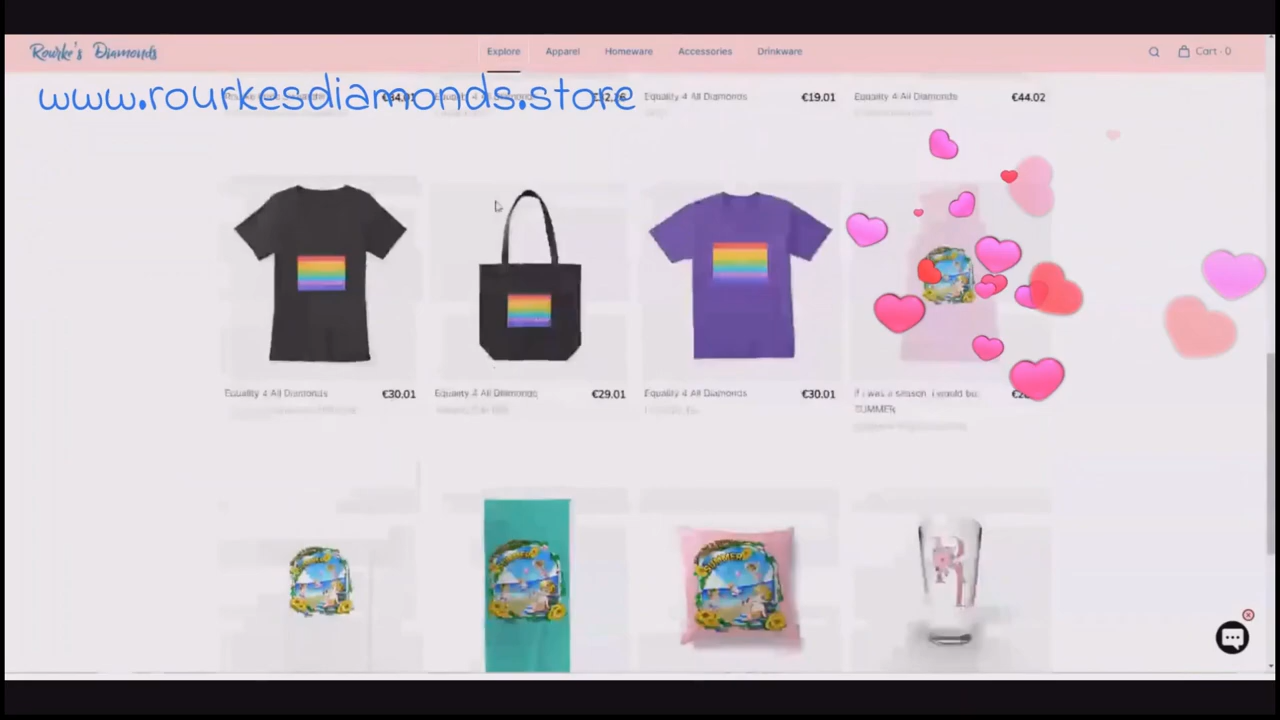 Rourke's Diamonds
Explore Apparel Homeware Accessories Drinkware
Cart · 0
www.rourkesdiamonds.store
Equality 4 All Diamonds €19.01
Equality 4 All Diamonds €44.02
Equality 4 All Diamonds €30.01
Equality 4 All Diamonds €29.01
Equality 4 All Diamonds €30.01
If i was a season, i would be:
SUMMER
SUMMER